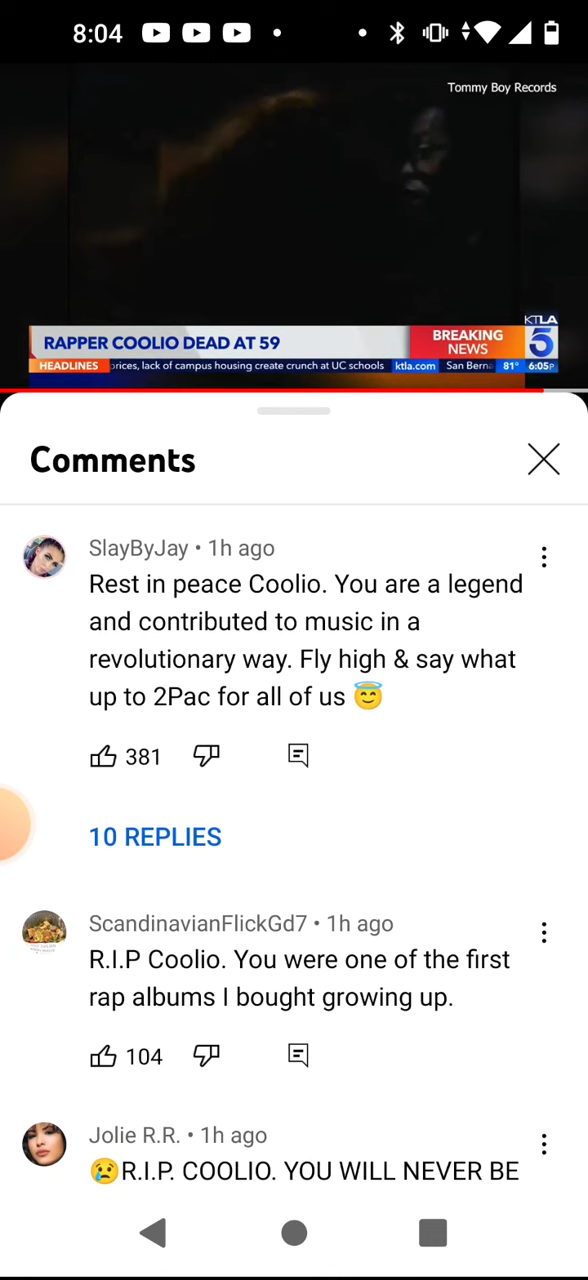 8:04
Tommy Boy Records
KTLA
RAPPER COOLIO DEAD AT 59
BREAKING
NEWS
5
HEADLINES
prices, lack of campus housing create crunch at UC schools
ktla.com
San Berna
81°
6:05P
Comments
SlayByJay • 1h ago
Rest in peace Coolio. You are a legend
and contributed to music in a
revolutionary way. Fly high & say what
up to 2Pac for all of us 😇
381
10 REPLIES
ScandinavianFlickGd7 • 1h ago
R.I.P Coolio. You were one of the first
rap albums I bought growing up.
104
Jolie R.R. • 1h ago
😢R.I.P. COOLIO. YOU WILL NEVER BE